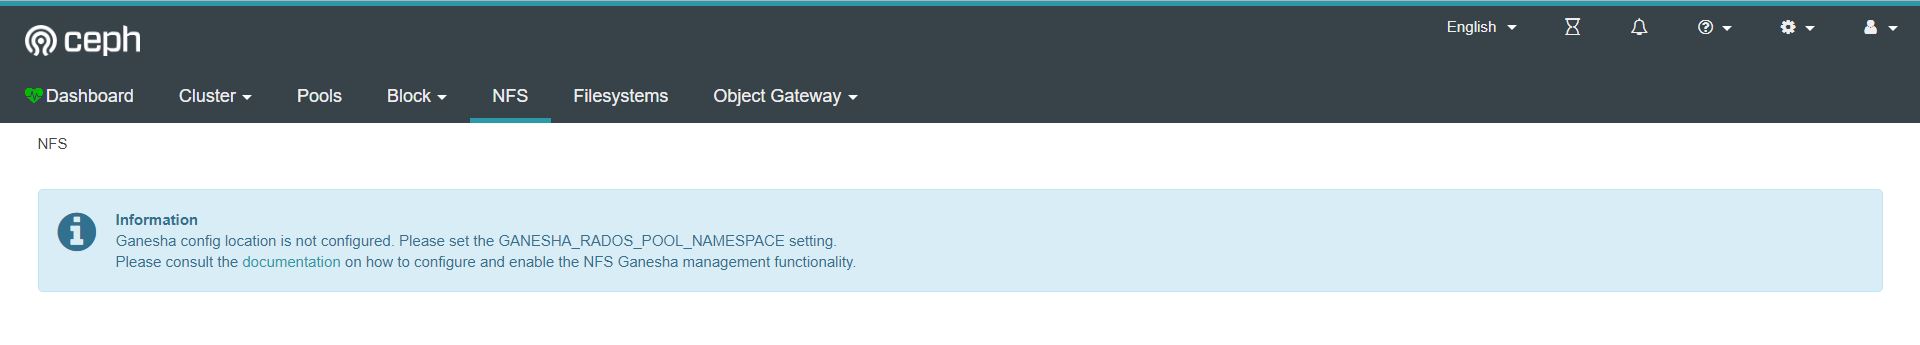 ceph
English
Dashboard Cluster Pools Block NFS Filesystems Object Gateway
NFS
Information
Ganesha config location is not configured. Please set the GANESHA_RADOS_POOL_NAMESPACE setting.
Please consult the documentation on how to configure and enable the NFS Ganesha management functionality.